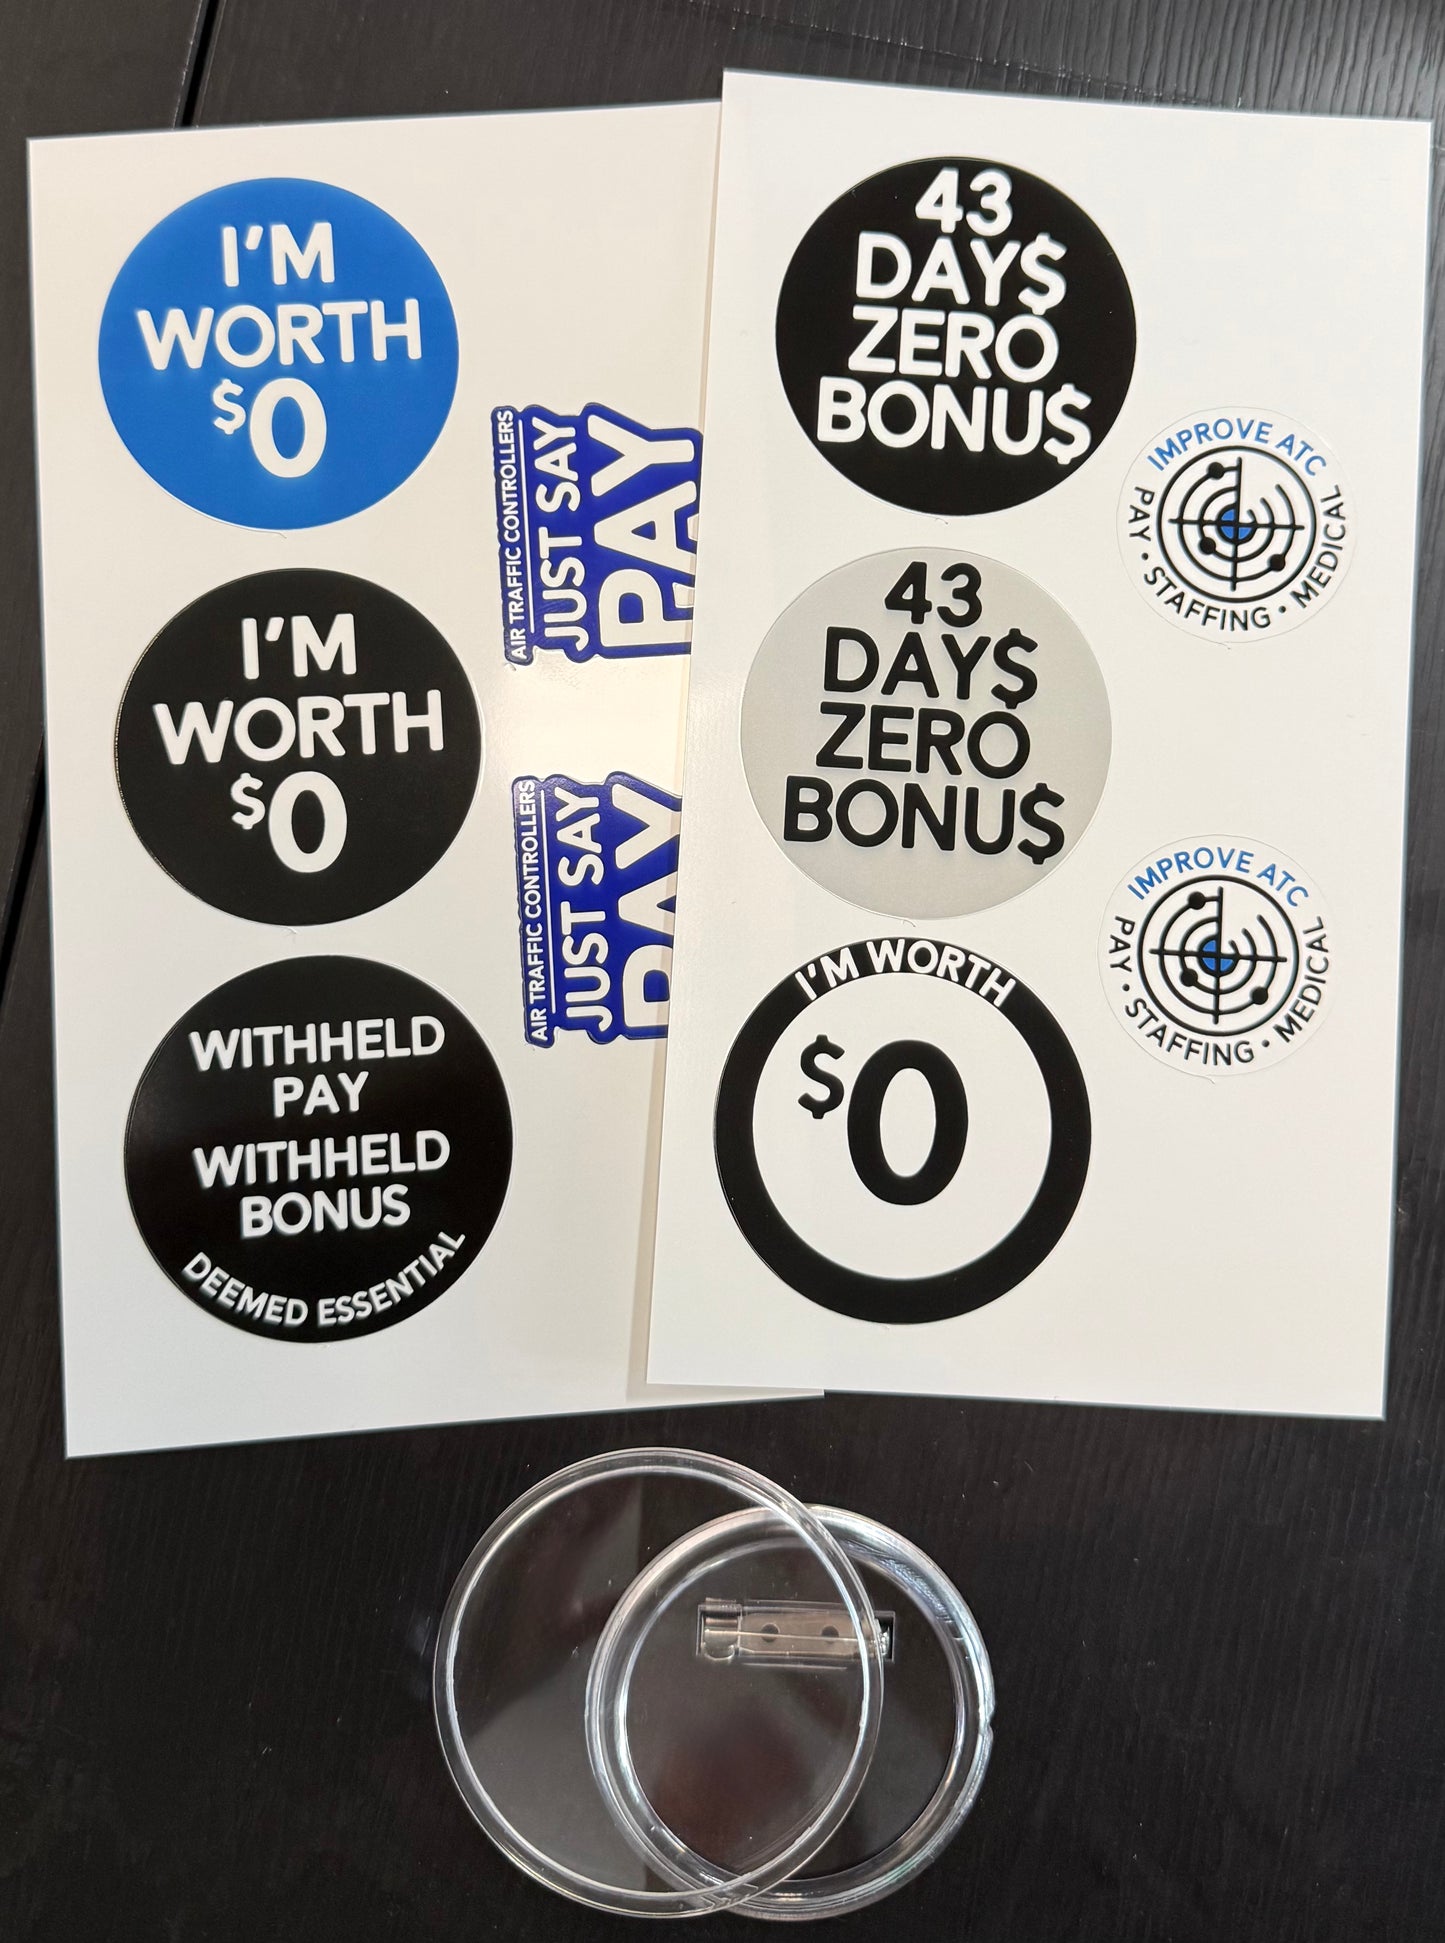 I'M
WORTH
$0
I'M
WORTH
$0
WITHHELD
PAY
WITHHELD
BONUS
DEEMED ESSENTIAL
AIR TRAFFIC CONTROLLERS
JUST SAY
PAY
AIR TRAFFIC CONTROLLERS
JUST SAY
PAY
43
DAY$
ZERO
BONU$
43
DAY$
ZERO
BONU$
I'M WORTH
$0
IMPROVE ATC
PAY • STAFFING • MEDICAL
IMPROVE ATC
PAY • STAFFING • MEDICAL